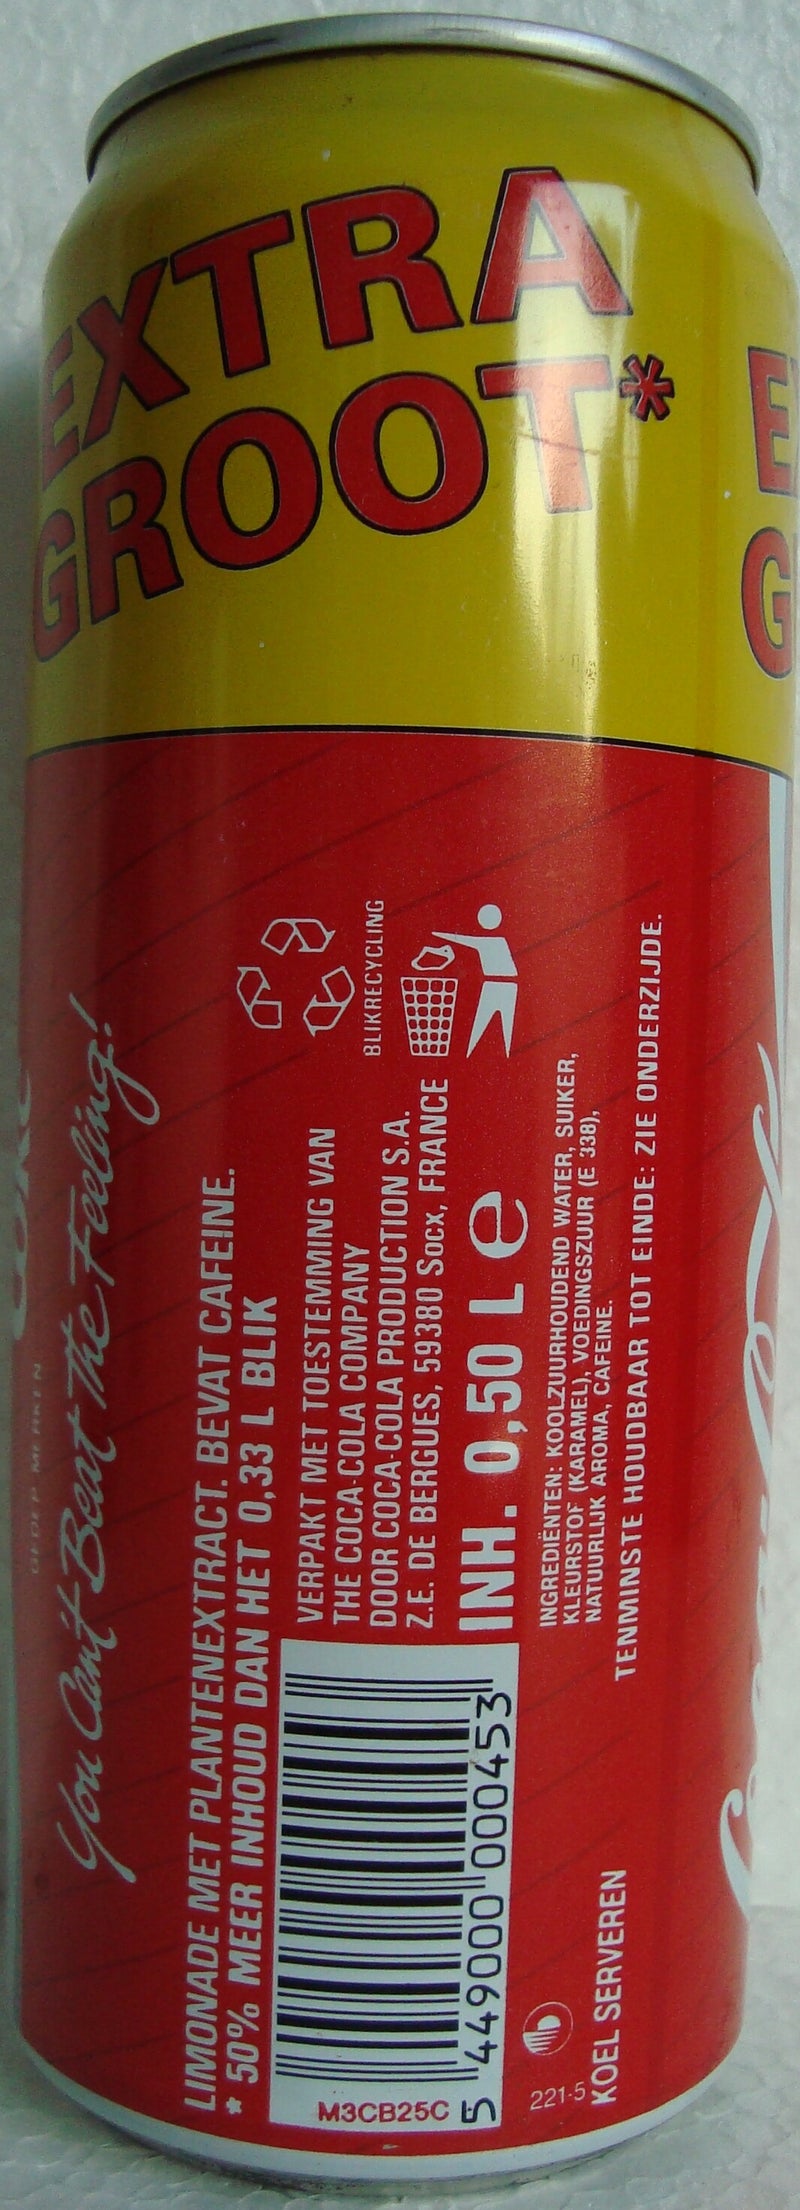 EXTRA
GROOT*
You Can't Beat The Feeling!
LIMONADE MET PLANTENEXTRACT. BEVAT CAFEÏNE.
* 50% MEER INHOUD DAN HET 0,33 L BLIK
VERPAKT MET TOESTEMMING VAN
THE COCA-COLA COMPANY
DOOR COCA-COLA PRODUCTION S.A.
Z.E. DE BERGUES, 59380 SOCX, FRANCE
INH. 0,50 L e
BLIKRECYCLING
INGREDIËNTEN: KOOLZUURHOUDEND WATER, SUIKER,
KLEURSTOF (KARAMEL), VOEDINGSZUUR (E 338),
NATUURLIJK AROMA, CAFEINE.
TENMINSTE HOUDBAAR TOT EINDE: ZIE ONDERZIJDE.
5 449000 000453
M3CB25C
221-5
KOEL SERVEREN